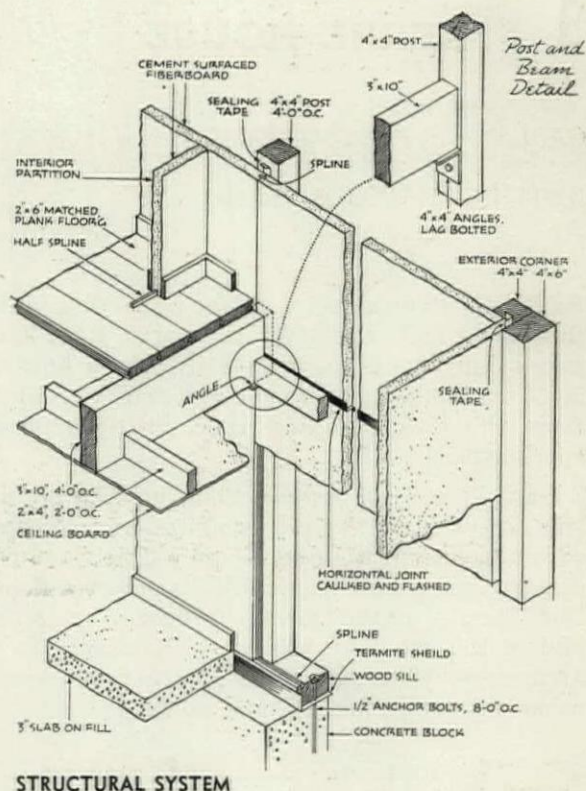 4"x4" POST
Post and
Beam
Detail
3"x10"
4"x4" ANGLES,
LAG BOLTED
CEMENT SURFACED
FIBERBOARD
SEALING
TAPE
4"x4" POST
4'-0" O.C.
SPLINE
INTERIOR
PARTITION
2"x6" MATCHED
PLANK FLOOR'G
HALF SPLINE
EXTERIOR CORNER
4"x4" 4"x6"
SEALING
TAPE
ANGLE
3"x10", 4'-0" O.C.
2"x4", 2'-0" O.C.
CEILING BOARD
HORIZONTAL JOINT
CAULKED AND FLASHED
SPLINE
TERMITE SHEILD
WOOD SILL
1/2" ANCHOR BOLTS, 8'-0" O.C.
CONCRETE BLOCK
3" SLAB ON FILL
STRUCTURAL SYSTEM